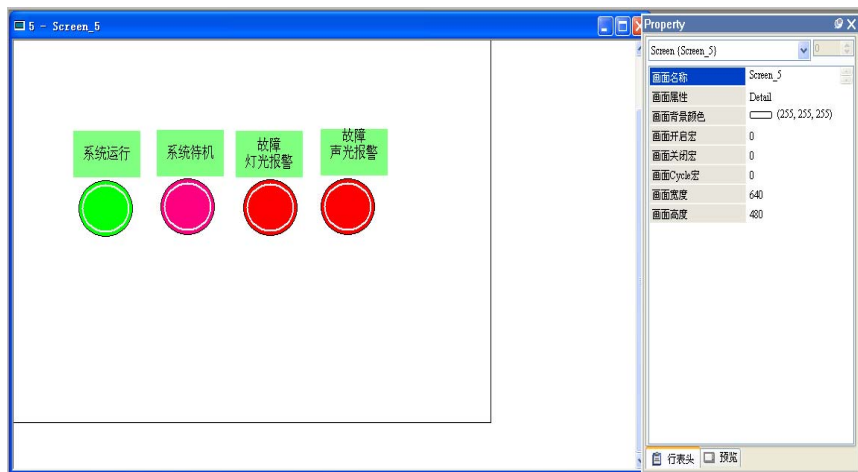 5 - Screen_5
系统运行
系统待机
故障
灯光报警
故障
声光报警
Property
Screen {Screen_5}
0
画面名称 Screen_5
画面属性 Detail
画面背景颜色 (255, 255, 255)
画面开启宏 0
画面关闭宏 0
画面Cycle宏 0
画面宽度 640
画面高度 480
行表头
预览